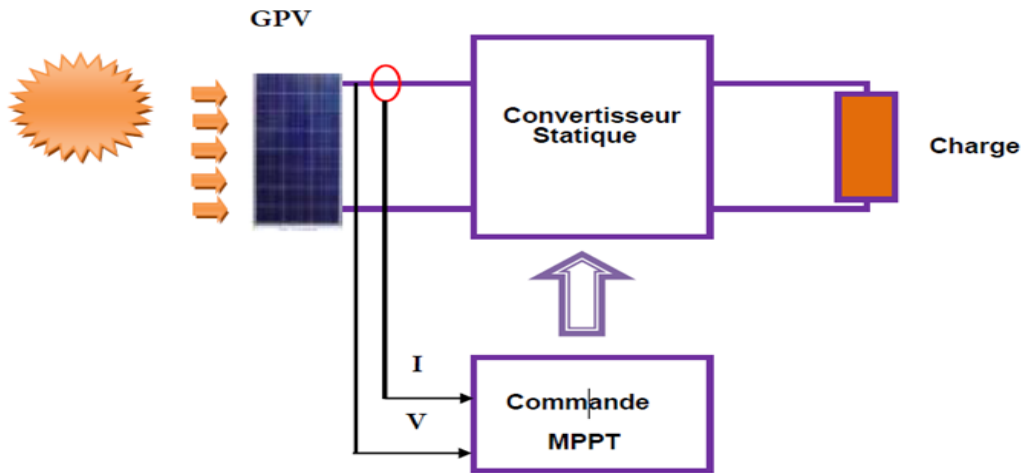 GPV
Convertisseur
Statique
Charge
I
V
Commande
MPPT